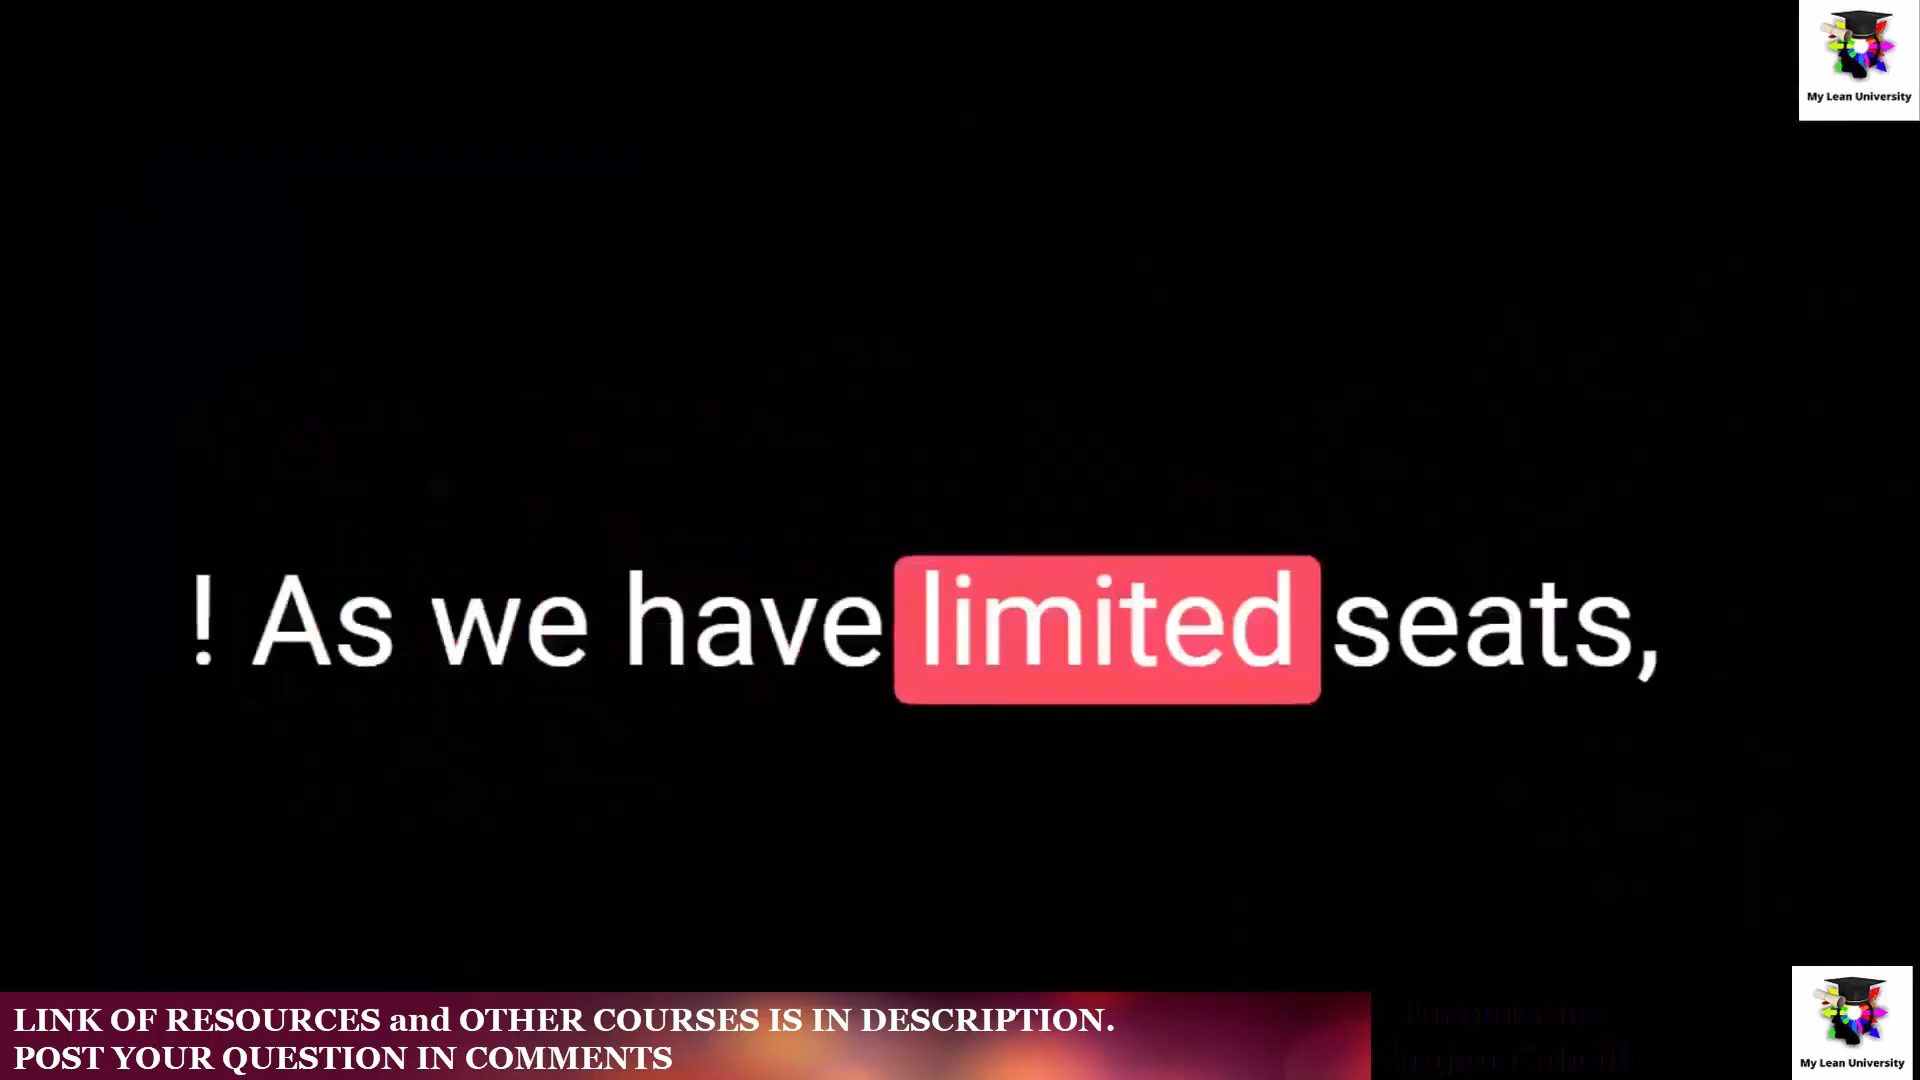 My Lean University
! As we have limited seats,
LINK OF RESOURCES and OTHER COURSES IS IN DESCRIPTION.
POST YOUR QUESTION IN COMMENTS
My Lean University